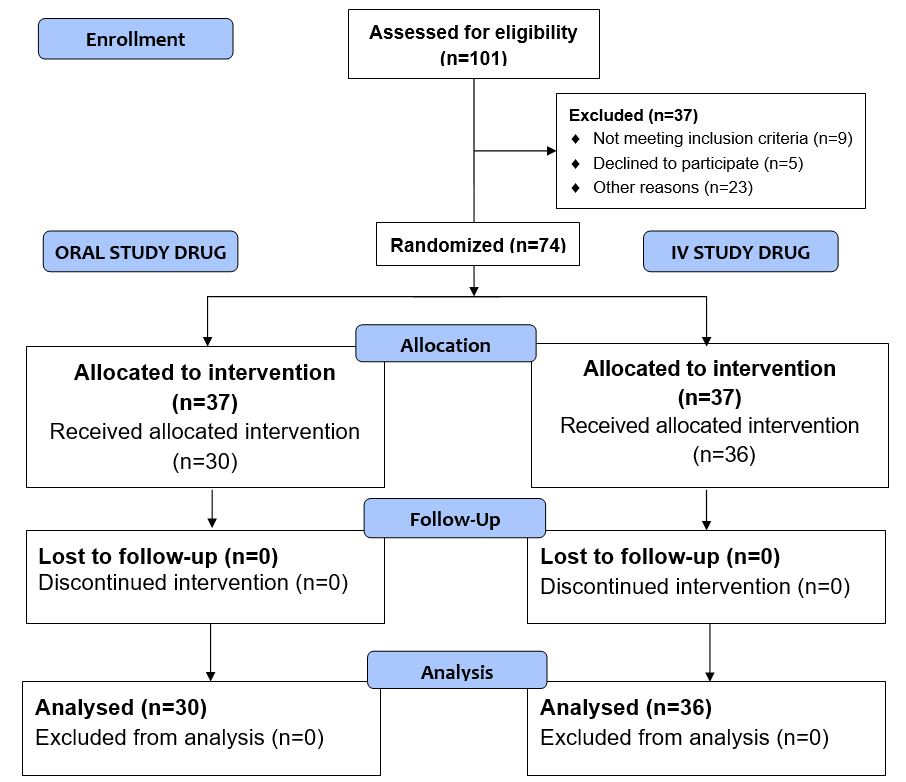 Enrollment
Assessed for eligibility
(n=101)
Excluded (n=37)
♦ Not meeting inclusion criteria (n=9)
♦ Declined to participate (n=5)
♦ Other reasons (n=23)
Randomized (n=74)
ORAL STUDY DRUG
IV STUDY DRUG
Allocation
Allocated to intervention
(n=37)
Received allocated intervention
(n=30)
Allocated to intervention
(n=37)
Received allocated intervention
(n=36)
Follow-Up
Lost to follow-up (n=0)
Discontinued intervention (n=0)
Lost to follow-up (n=0)
Discontinued intervention (n=0)
Analysis
Analysed (n=30)
Excluded from analysis (n=0)
Analysed (n=36)
Excluded from analysis (n=0)